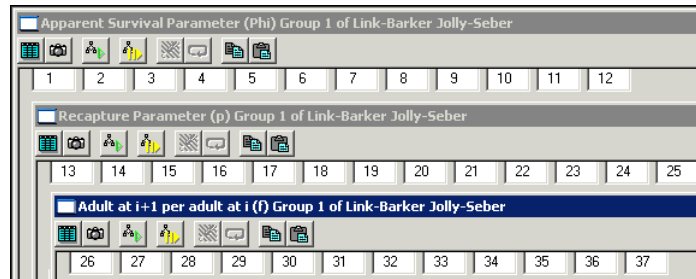 Apparent Survival Parameter (Phi) Group 1 of Link-Barker Jolly-Seber
1 2 3 4 5 6 7 8 9 10 11 12
Recapture Parameter (p) Group 1 of Link-Barker Jolly-Seber
13 14 15 16 17 18 19 20 21 22 23 24 25
Adult at i+1 per adult at i (f) Group 1 of Link-Barker Jolly-Seber
26 27 28 29 30 31 32 33 34 35 36 37